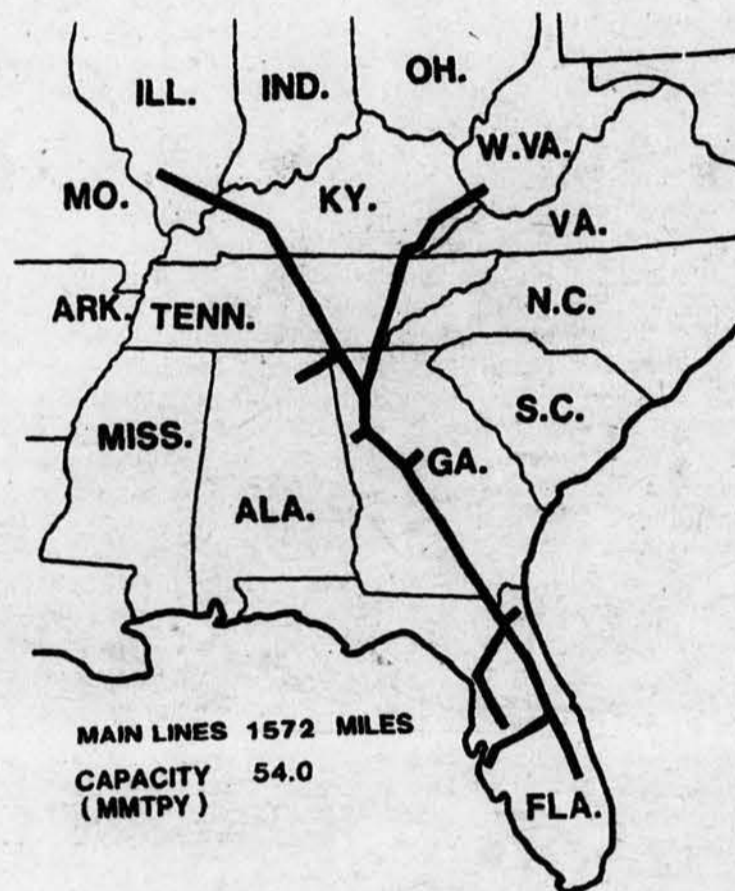 OH.
ILL.
IND.
W.VA.
MO.
KY.
VA.
ARK.
TENN.
N.C.
MISS.
S.C.
GA.
ALA.
MAIN LINES 1572 MILES
CAPACITY 54.0
(MMTPY)
FLA.